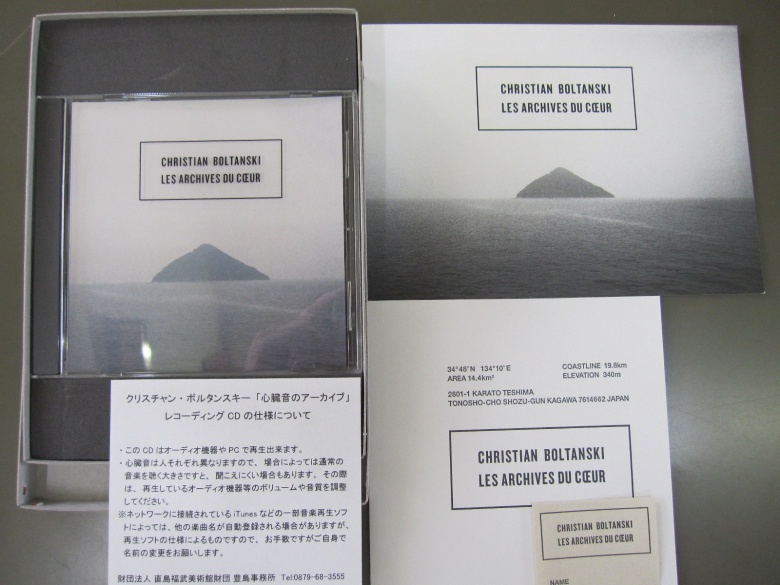 CHRISTIAN BOLTANSKI
LES ARCHIVES DU CŒUR
CHRISTIAN BOLTANSKI
LES ARCHIVES DU CŒUR
クリスチャン・ボルタンスキー「心臓音のアーカイブ」
レコーディングCDの仕様について
・このCDはオーディオ機器やPCで再生出来ます。
・心臓音は人それぞれ異なりますので、場合によっては通常の
音楽を聴く大きさですと、聞こえにくい場合もあります。その際
は、再生しているオーディオ機器等のボリュームや音質を調整
してください。
※ネットワークに接続されているiTunesなどの一部音楽再生ソフ
トによっては、他の楽曲名が自動登録される場合がありますが、
再生ソフトの仕様によるものですので、お手数ですがご自身で
名前の変更をお願いします。
財団法人 直島福武美術館財団 豊島事務所 Tel:0879-68-3555
34°48'N 134°10'E
AREA 14.4km²
COASTLINE 19.8km
ELEVATION 340m
2801-1 KARATO TESHIMA
TONOSHO-CHO SHOZU-GUN KAGAWA 7614662 JAPAN
CHRISTIAN BOLTANSKI
LES ARCHIVES DU CŒUR
CHRISTIAN BOLTANSKI
LES ARCHIVES DU CŒUR
NAME